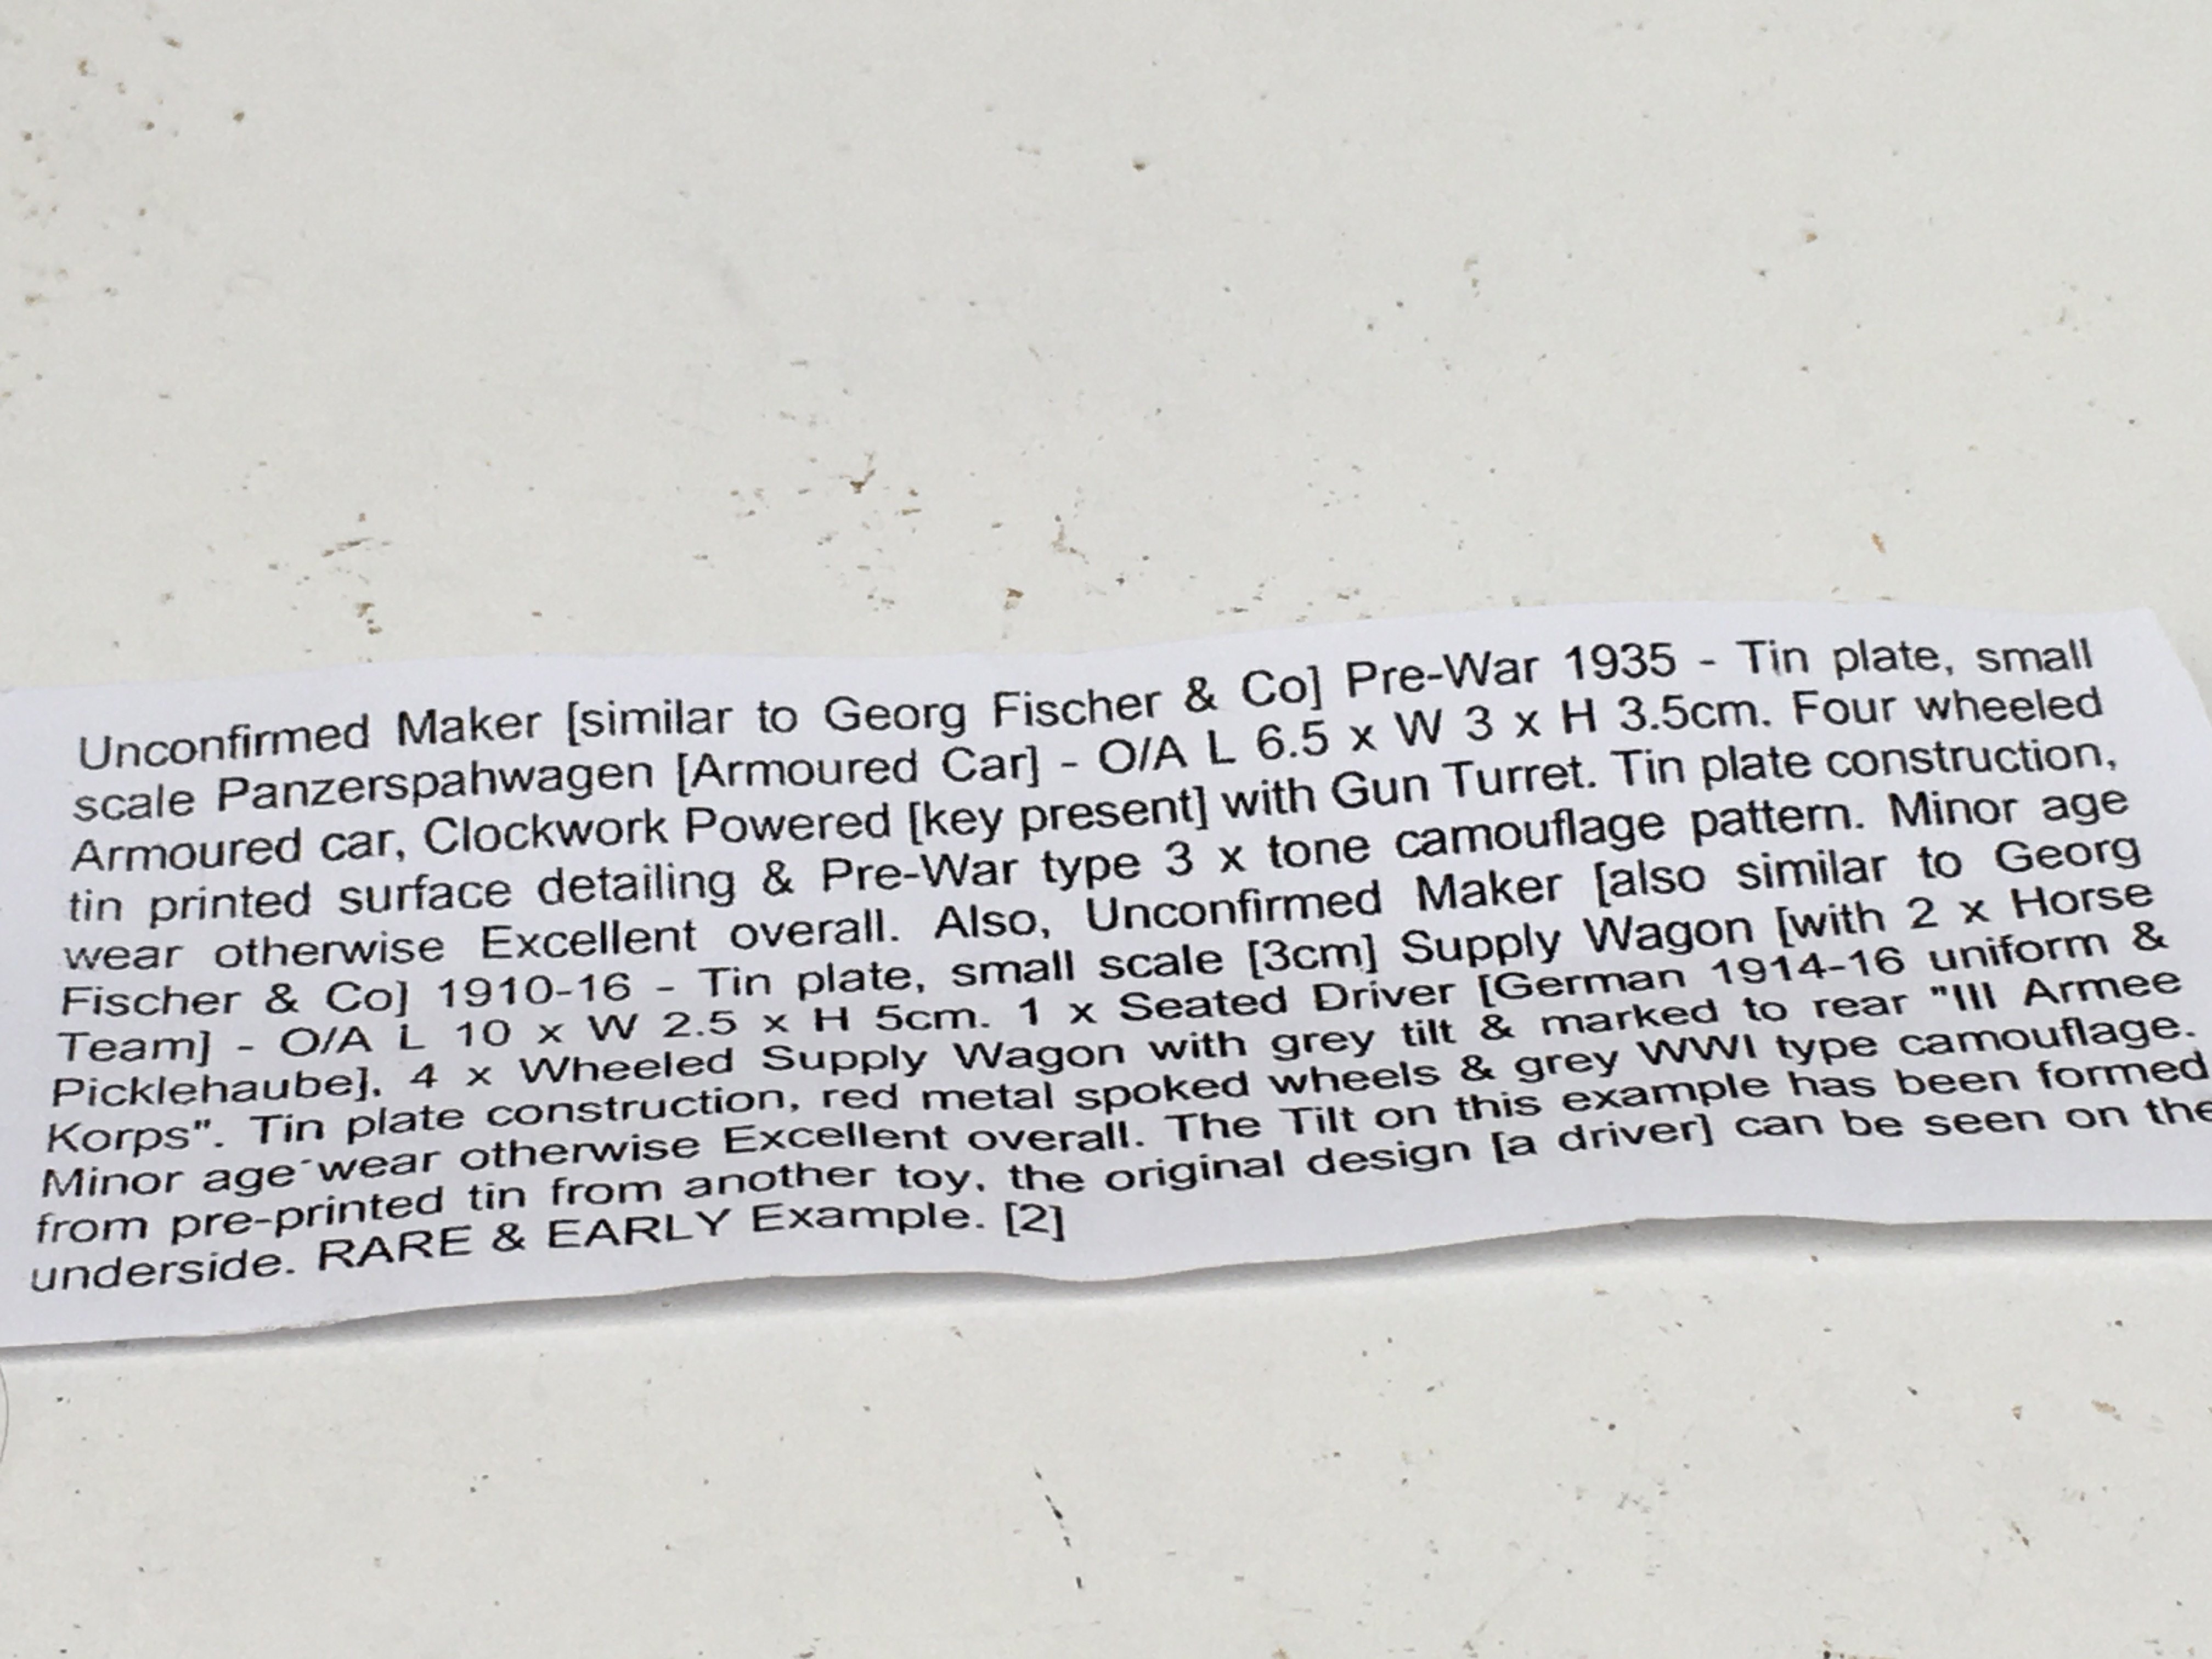 Unconfirmed Maker [similar to Georg Fischer & Co] Pre-War 1935 - Tin plate, small
scale Panzerspahwagen [Armoured Car] - O/A L 6.5 x W 3 x H 3.5cm. Four wheeled
Armoured car, Clockwork Powered [key present] with Gun Turret. Tin plate construction,
tin printed surface detailing & Pre-War type 3 x tone camouflage pattern. Minor age
wear otherwise Excellent overall. Also, Unconfirmed Maker [also similar to Georg
Fischer & Co] 1910-16 - Tin plate, small scale [3cm] Supply Wagon [with 2 x Horse
Team] - O/A L 10 x W 2.5 x H 5cm. 1 x Seated Driver [German 1914-16 uniform &
Picklehaube], 4 x Wheeled Supply Wagon with grey tilt & marked to rear "III Armee
Korps". Tin plate construction, red metal spoked wheels & grey WWI type camouflage.
Minor age wear otherwise Excellent overall. The Tilt on this example has been formed
from pre-printed tin from another toy, the original design [a driver] can be seen on the
underside. RARE & EARLY Example. [2]